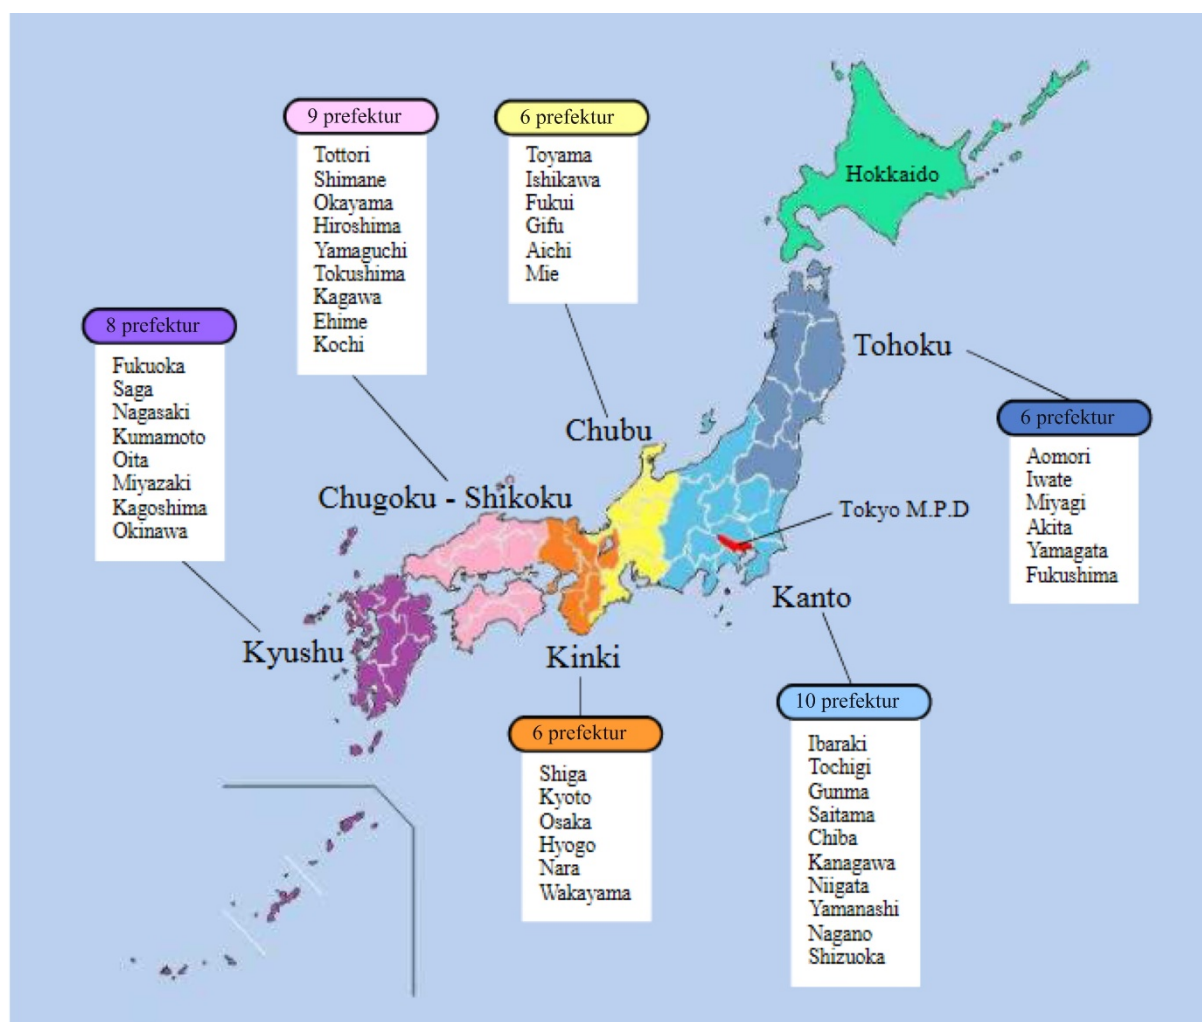 9 prefektur
Tottori
Shimane
Okayama
Hiroshima
Yamaguchi
Tokushima
Kagawa
Ehime
Kochi
6 prefektur
Toyama
Ishikawa
Fukui
Gifu
Aichi
Mie
Hokkaido
8 prefektur
Fukuoka
Saga
Nagasaki
Kumamoto
Oita
Miyazaki
Kagoshima
Okinawa
Tohoku
6 prefektur
Aomori
Iwate
Miyagi
Akita
Yamagata
Fukushima
Chubu
Chugoku - Shikoku
Tokyo M.P.D
Kanto
Kyushu
Kinki
10 prefektur
Ibaraki
Tochigi
Gunma
Saitama
Chiba
Kanagawa
Niigata
Yamanashi
Nagano
Shizuoka
6 prefektur
Shiga
Kyoto
Osaka
Hyogo
Nara
Wakayama